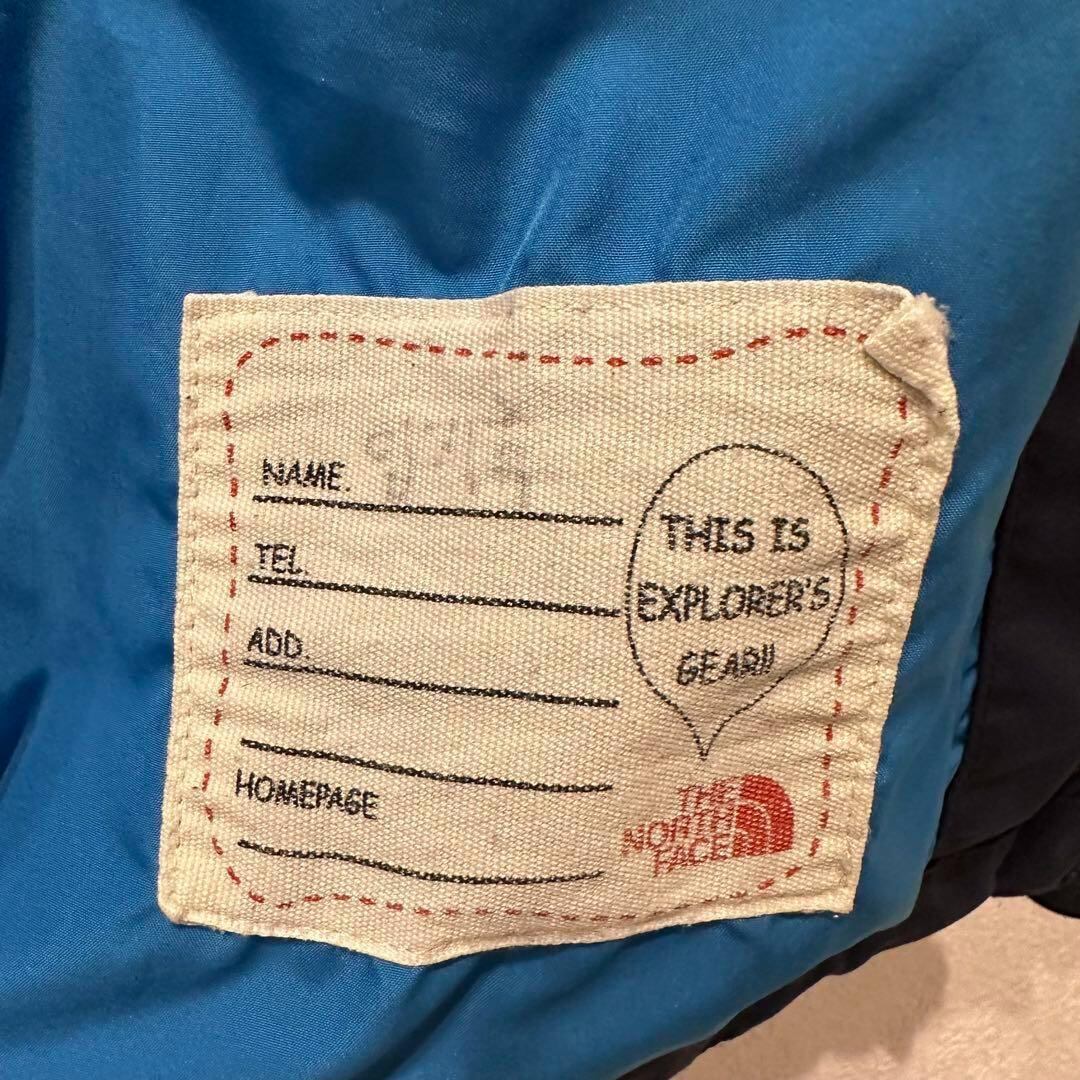 NAME.
TEL.
ADD.
HOMEPAGE
THIS IS
EXPLORER'S
GEAR!!
THE
NORTH
FACE